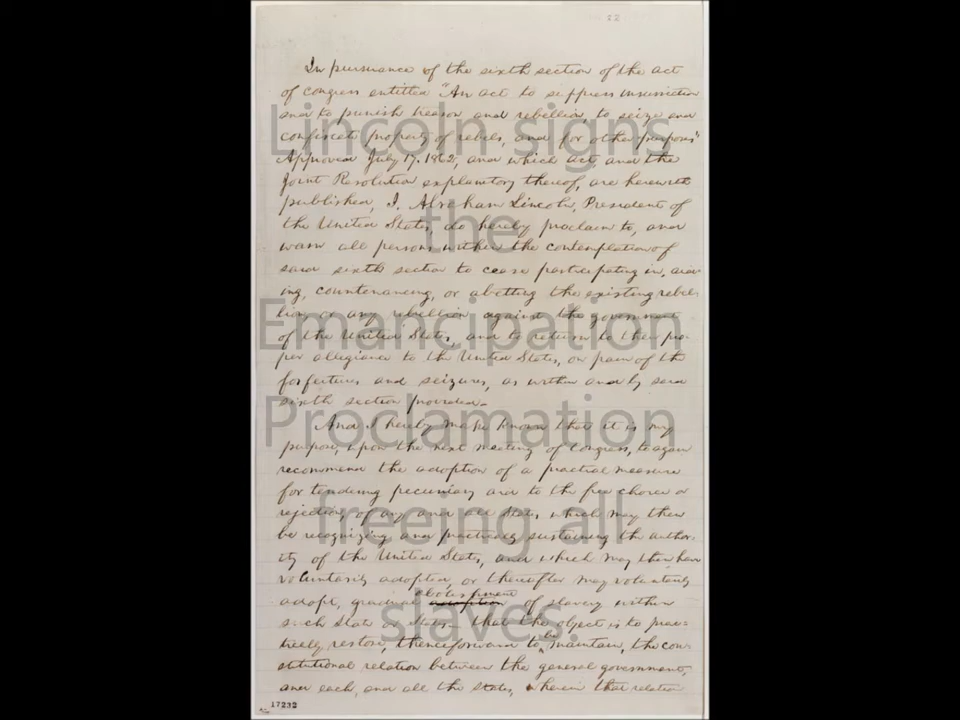 22
In pursuance of the sixth section of the act
of congress entitled "An act to suppress insurrection
and to punish treason and rebellion, to seize and
confiscate property of rebels, and for other purposes"
Approved July 17. 1862, and which act, and the
Joint Resolution explanatory thereof, are herewith
published, I, Abraham Lincoln, President of
the United States, do hereby proclaim to, and
warn all persons within the contemplation of
said sixth section to cease participating in, aid-
ing, countenancing, or abetting the existing rebel-
lion, or any rebellion against the government
of the United States, and to return to their pro-
per allegiance to the United States, on pain of the
forfeitures and seizures, as within and by said
sixth section provided—
And I hereby make known that it is my
purpose, upon the next meeting of congress, to again
recommend the adoption of a practical measure
for tendering pecuniary aid to the free choice or
rejection, of any and all States, which may then
be recognizing and practically sustaining the author-
ity of the United States, and which may then have
voluntarily adopted, or thereafter may voluntarily
adopt, gradual abolishment adoption of slavery within
such State or States— that the object is to prac-
tically restore, thenceforward to be maintain, the con-
stitutional relation between the general government,
and each, and all the states, wherein that relation
17232
Lincoln signs
the
Emancipation
Proclamation
freeing all
slaves.